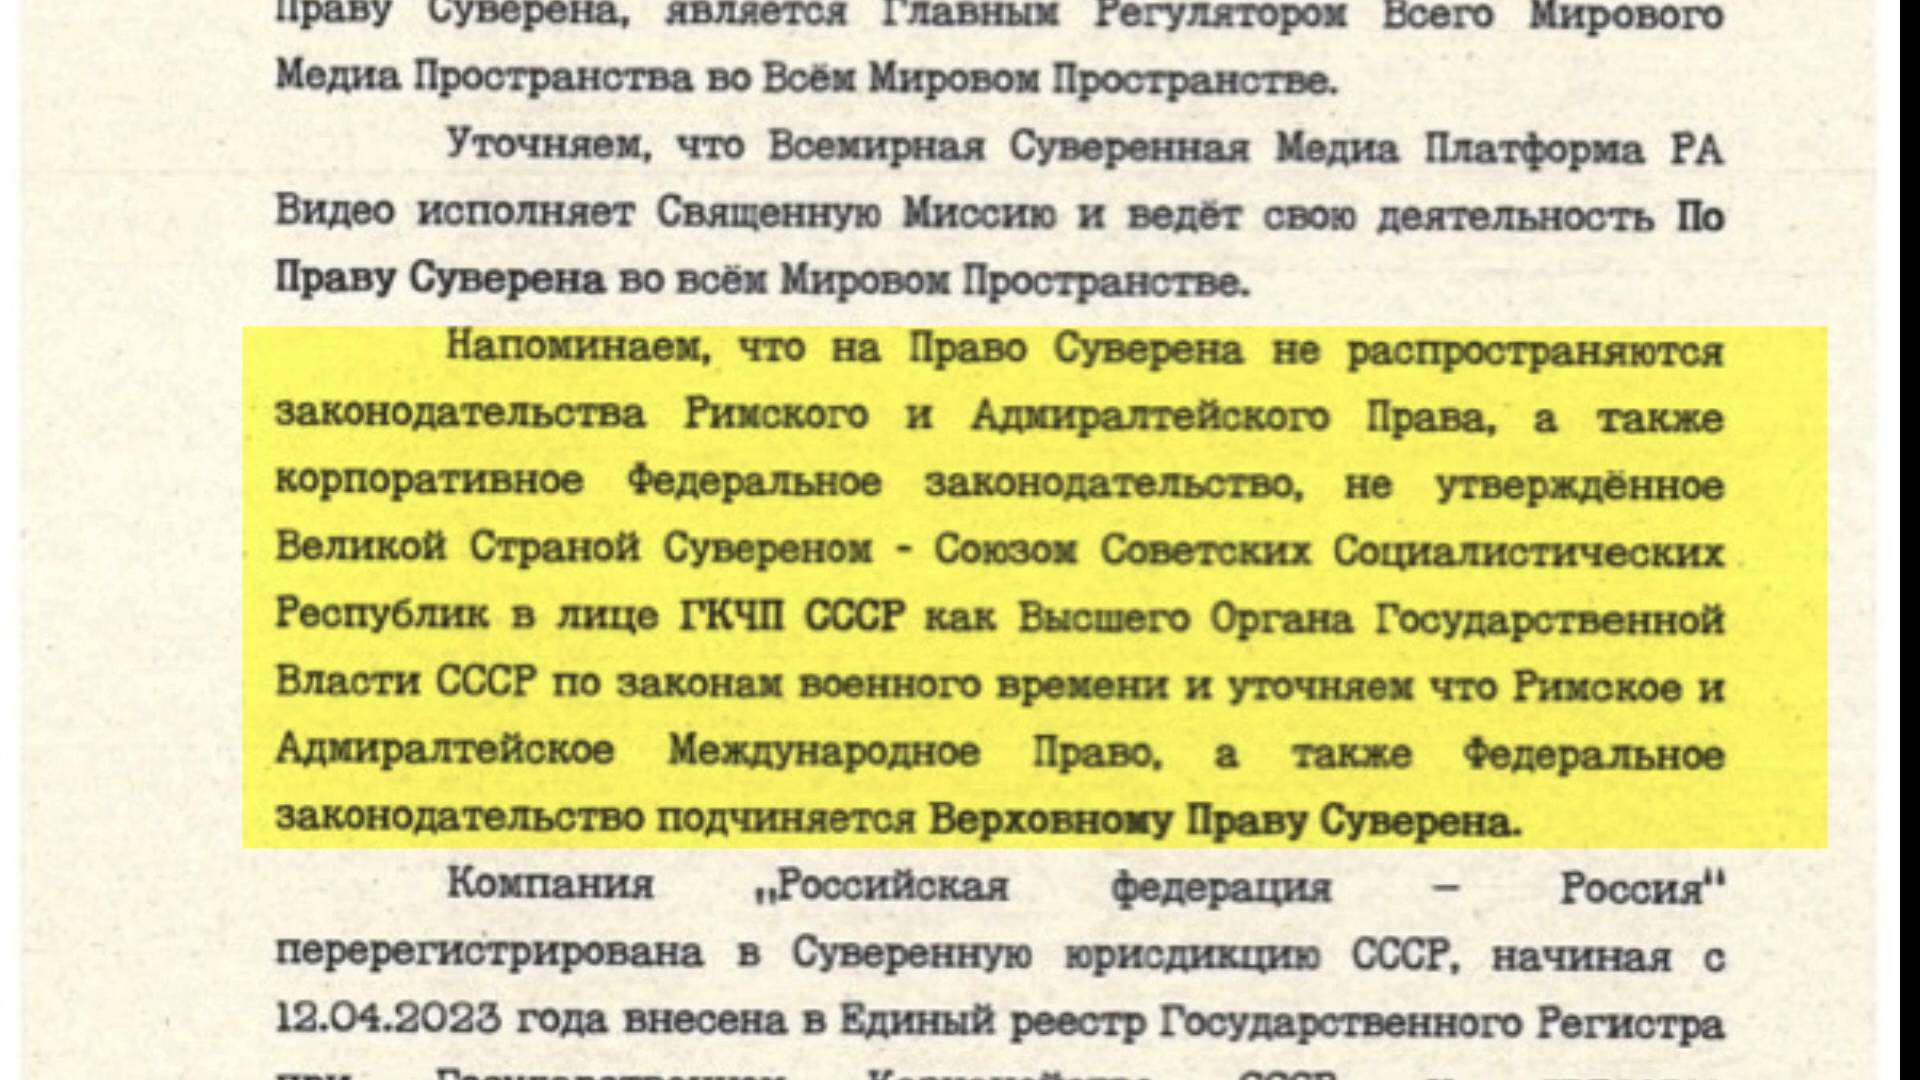 Праву Суверена, является Главным Регулятором Всего Мирового
Медиа Пространства во Всём Мировом Пространстве.
Уточняем, что Всемирная Суверенная Медиа Платформа РА
Видео исполняет Священную Миссию и ведёт свою деятельность По
Праву Суверена во всём Мировом Пространстве.
Напоминаем, что на Право Суверена не распространяются
законодательства Римского и Адмиралтейского Права, а также
корпоративное Федеральное законодательство, не утверждённое
Великой Страной Сувереном - Союзом Советских Социалистических
Республик в лице ГКЧП СССР как Высшего Органа Государственной
Власти СССР по законам военного времени и уточняем что Римское и
Адмиралтейское Международное Право, а также Федеральное
законодательство подчиняется Верховному Праву Суверена.
Компания „Российская федерация – Россия“
перерегистрирована в Суверенную юрисдикцию СССР, начиная с
12.04.2023 года внесена в Единый реестр Государственного Регистра